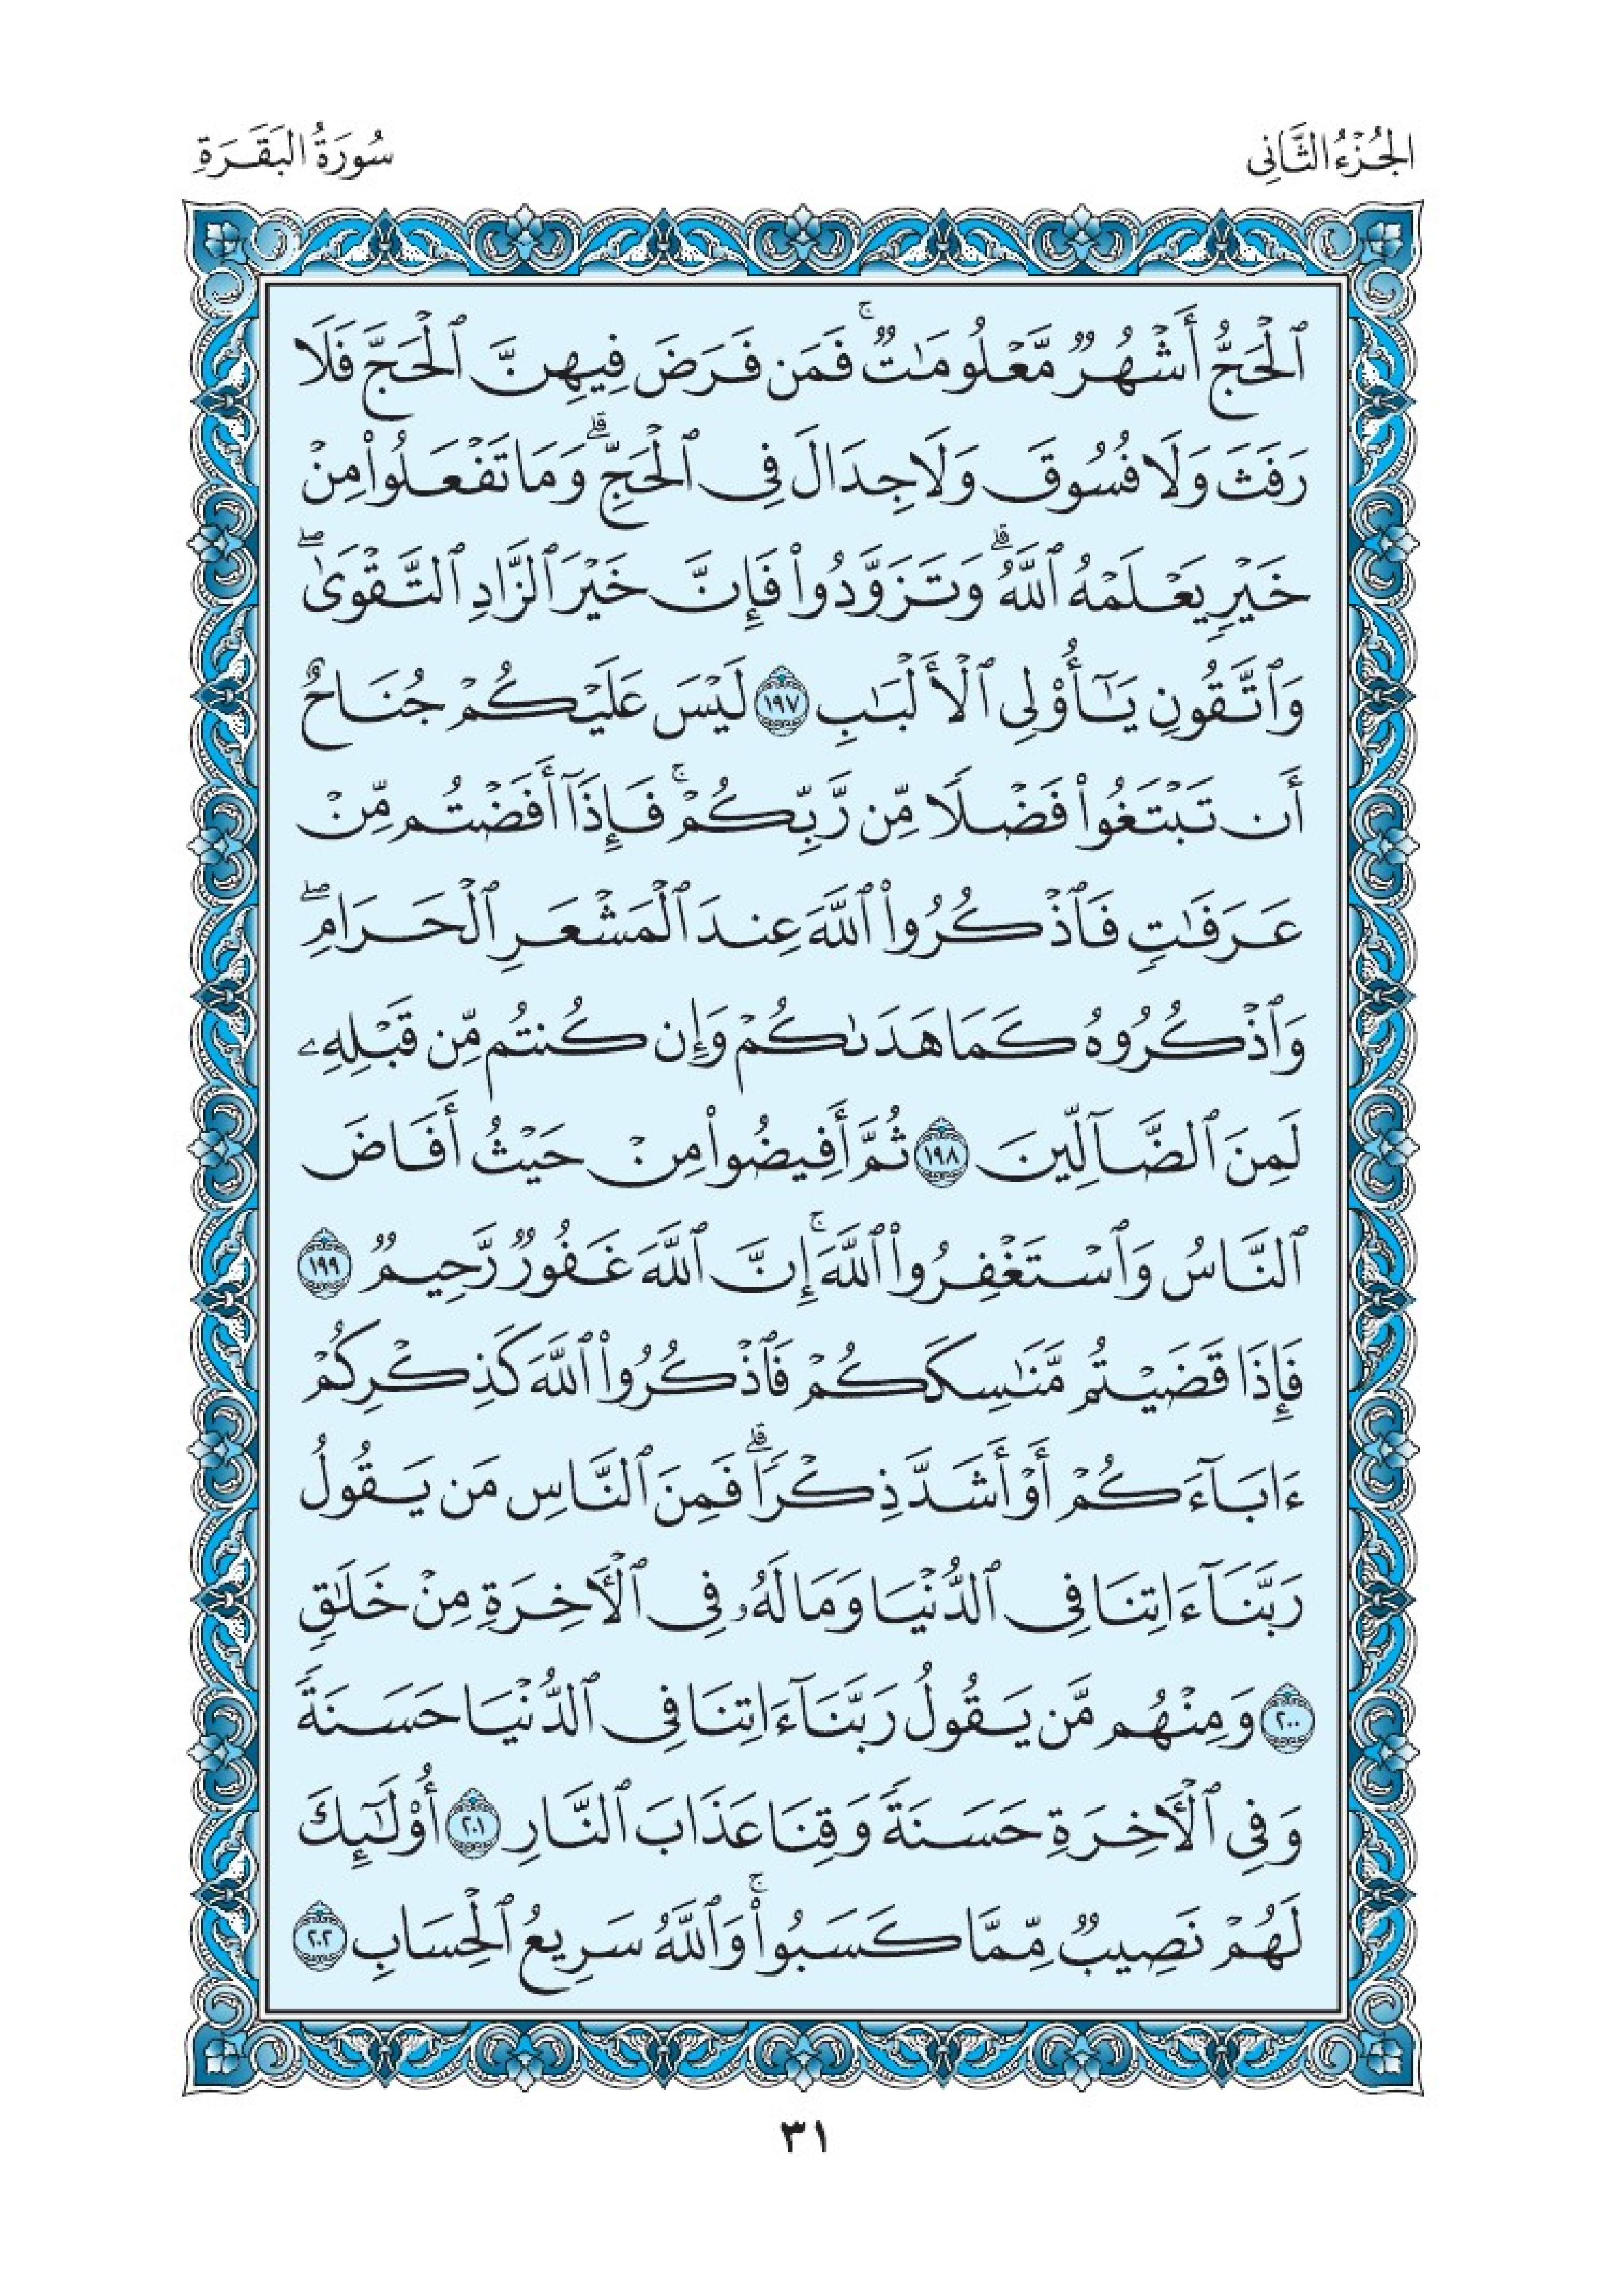 الجُزْءُ الثَّانِى
سُورَةُ البَقَرَةِ
ٱلْحَجُّ أَشْهُرٌ مَّعْلُومَٰتٌ ۚ فَمَن فَرَضَ فِيهِنَّ ٱلْحَجَّ فَلَا
رَفَثَ وَلَا فُسُوقَ وَلَا جِدَالَ فِى ٱلْحَجِّ ۗ وَمَا تَفْعَلُوا۟ مِنْ
خَيْرٍ يَعْلَمْهُ ٱللَّهُ ۗ وَتَزَوَّدُوا۟ فَإِنَّ خَيْرَ ٱلزَّادِ ٱلتَّقْوَىٰ ۖ
وَٱتَّقُونِ يَٰٓأُو۟لِى ٱلْأَلْبَٰبِ ١٩٧ لَيْسَ عَلَيْكُمْ جُنَاحٌ
أَن تَبْتَغُوا۟ فَضْلًا مِّن رَّبِّكُمْ ۚ فَإِذَآ أَفَضْتُم مِّنْ
عَرَفَٰتٍ فَٱذْكُرُوا۟ ٱللَّهَ عِندَ ٱلْمَشْعَرِ ٱلْحَرَامِ ۖ
وَٱذْكُرُوهُ كَمَا هَدَىٰكُمْ وَإِن كُنتُم مِّن قَبْلِهِۦ
لَمِنَ ٱلضَّآلِّينَ ١٩٨ ثُمَّ أَفِيضُوا۟ مِنْ حَيْثُ أَفَاضَ
ٱلنَّاسُ وَٱسْتَغْفِرُوا۟ ٱللَّهَ ۚ إِنَّ ٱللَّهَ غَفُورٌ رَّحِيمٌ ١٩٩
فَإِذَا قَضَيْتُم مَّنَٰسِكَكُمْ فَٱذْكُرُوا۟ ٱللَّهَ كَذِكْرِكُمْ
ءَابَآءَكُمْ أَوْ أَشَدَّ ذِكْرًا ۗ فَمِنَ ٱلنَّاسِ مَن يَقُولُ
رَبَّنَآ ءَاتِنَا فِى ٱلدُّنْيَا وَمَا لَهُۥ فِى ٱلْءَاخِرَةِ مِنْ خَلَٰقٍ
٢٠٠ وَمِنْهُم مَّن يَقُولُ رَبَّنَآ ءَاتِنَا فِى ٱلدُّنْيَا حَسَنَةً
وَفِى ٱلْءَاخِرَةِ حَسَنَةً وَقِنَا عَذَابَ ٱلنَّارِ ٢٠١ أُو۟لَٰٓئِكَ
لَهُمْ نَصِيبٌ مِّمَّا كَسَبُوا۟ ۚ وَٱللَّهُ سَرِيعُ ٱلْحِسَابِ ٢٠٢
٣١